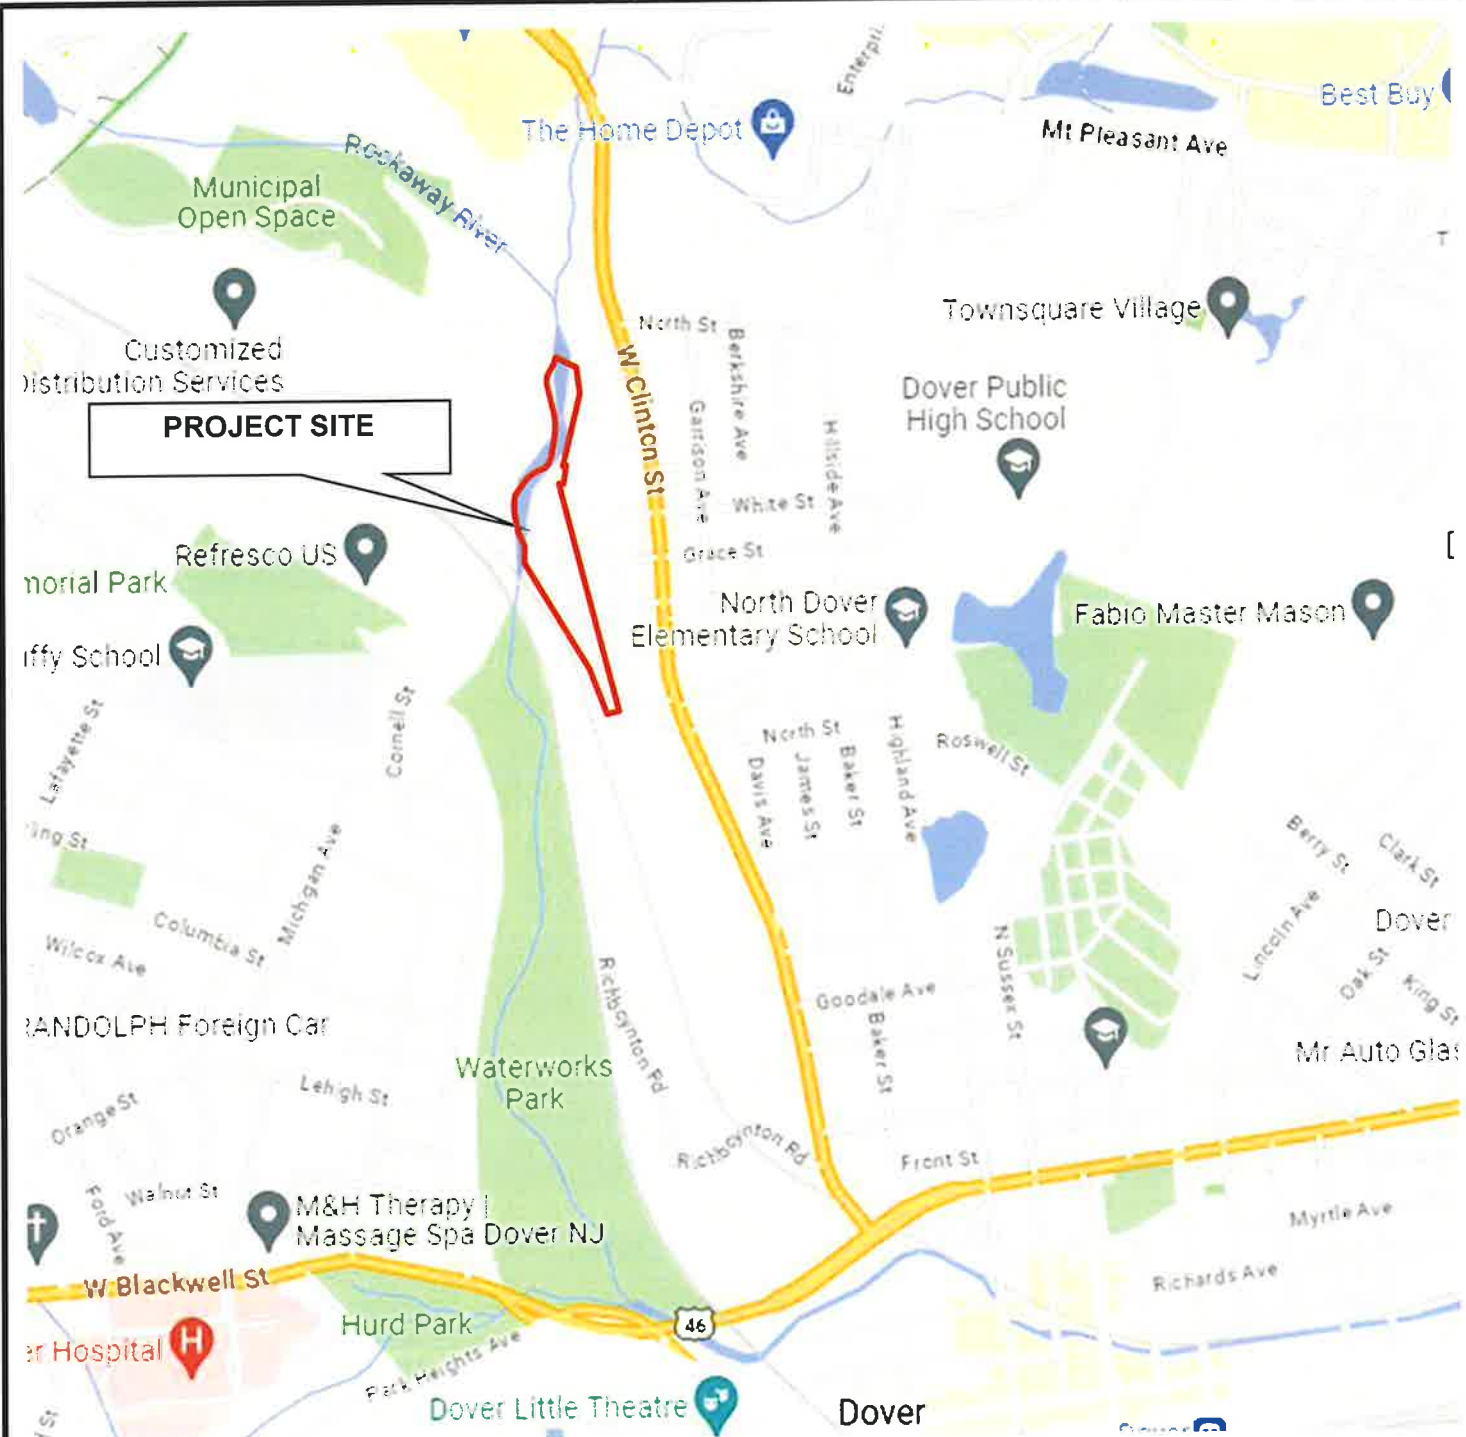 Enterpri
Best Buy
The Home Depot
Mt Pleasant Ave
Rockaway River
Municipal
Open Space
Townsquare Village
North St
Berkshire Ave
Customized
Distribution Services
W Clinton St
Dover Public
High School
PROJECT SITE
Garrison Ave
Hillside Ave
White St
Grace St
Refresco US
morial Park
North Dover
Elementary School
Fabio Master Mason
iffy School
Lafayette St
Cornell St
North St
Highland Ave
Roswell St
Davis Ave
James St
Baker St
Michigan Ave
Berry St
Clark St
Columbia St
Wilcox Ave
Lincoln Ave
Dover
N Sussex St
Oak St
King St
Richboynton Rd
Goodale Ave
Baker St
RANDOLPH Foreign Car
Mr Auto Glas
Waterworks
Park
Lehigh St
Orange St
Richboynton Rd
Front St
Walnut St
Ford Ave
M&H Therapy |
Massage Spa Dover NJ
Myrtle Ave
W Blackwell St
Richards Ave
Hurd Park
46
er Hospital
H
Park Heights Ave
Dover Little Theatre
Dover
St
Dover